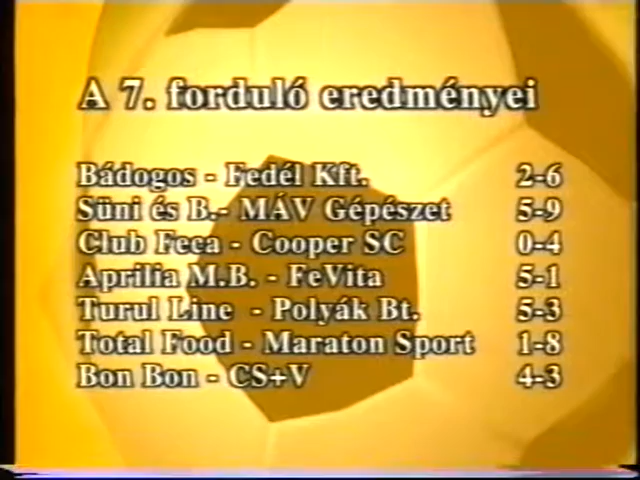 A 7. forduló eredményei
Bádogos - Fedél Kft. 2-6
Süni és B.- MÁV Gépészet 5-9
Club Feca - Cooper SC 0-4
Aprilia M.B. - FeVita 5-1
Turul Line - Polyák Bt. 5-3
Total Food - Maraton Sport 1-8
Bon Bon - CS+V 4-3